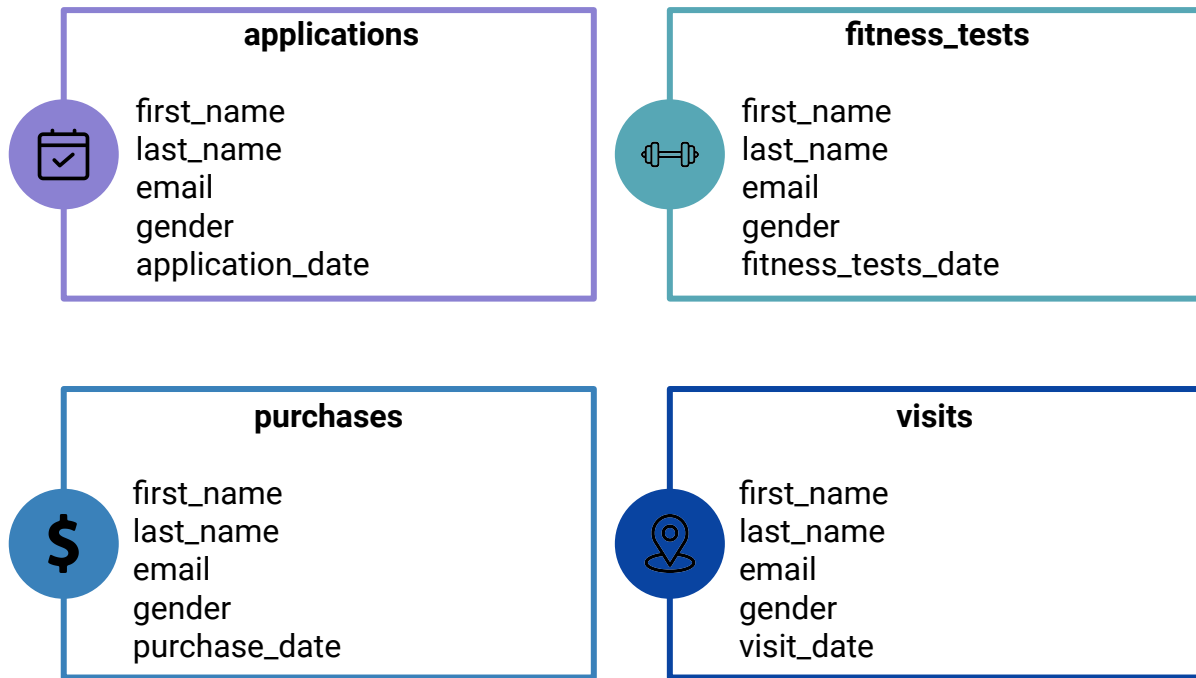 applications
first_name
last_name
email
gender
application_date
fitness_tests
first_name
last_name
email
gender
fitness_tests_date
purchases
first_name
last_name
email
gender
purchase_date
visits
first_name
last_name
email
gender
visit_date